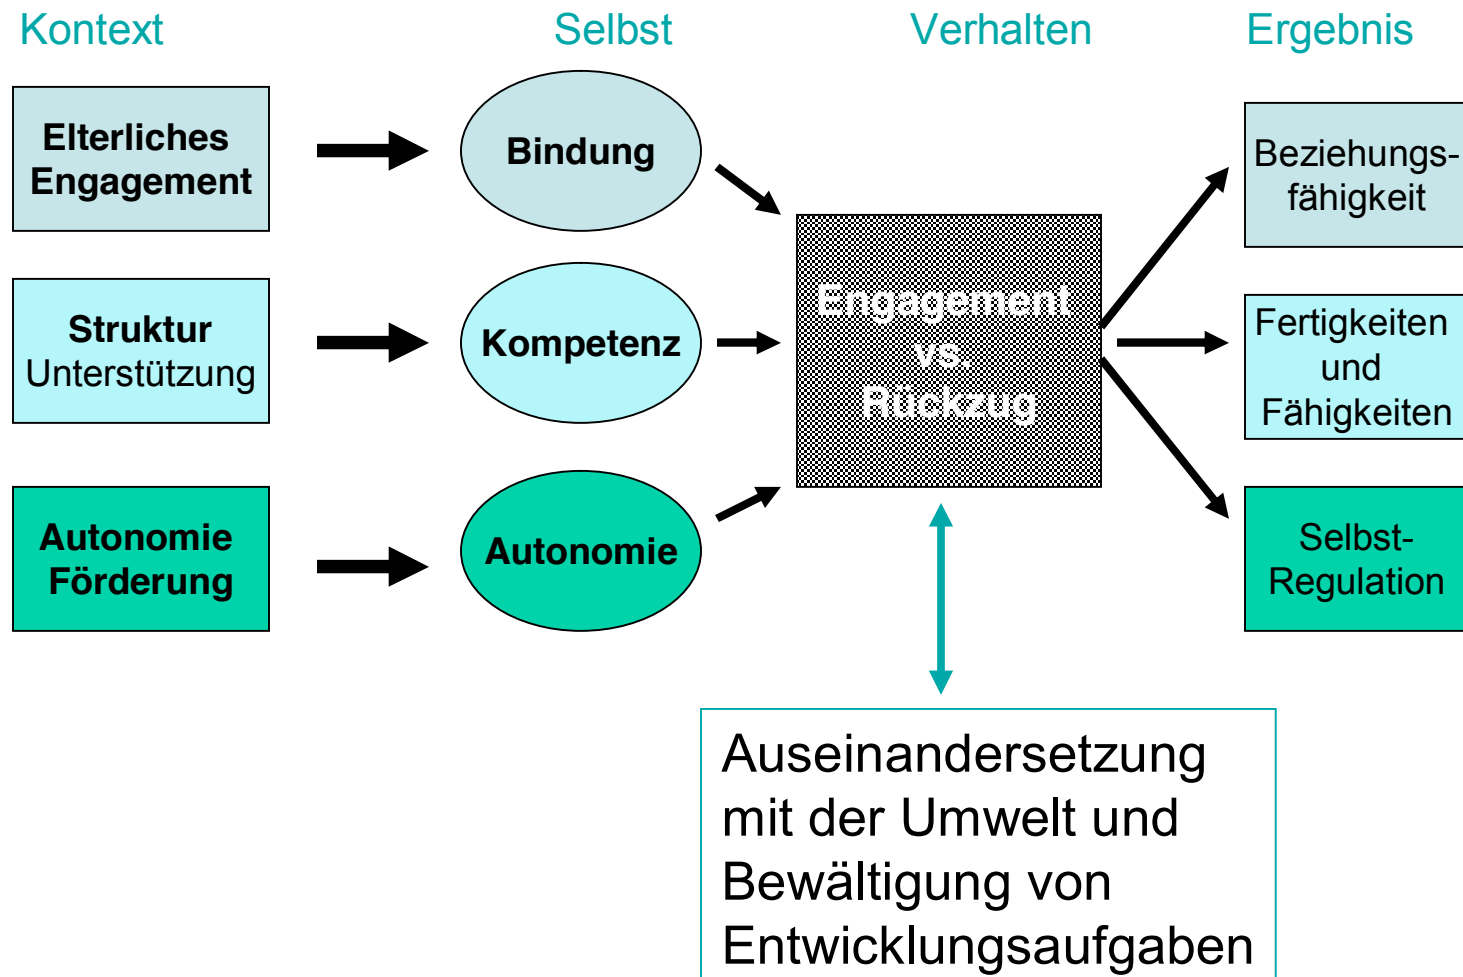 Kontext
Selbst
Verhalten
Ergebnis
Elterliches
Engagement
Bindung
Beziehungs-
fähigkeit
Struktur
Unterstützung
Kompetenz
Engagement
vs.
Rückzug
Fertigkeiten
und
Fähigkeiten
Autonomie
Förderung
Autonomie
Selbst-
Regulation
Auseinandersetzung
mit der Umwelt und
Bewältigung von
Entwicklungsaufgaben